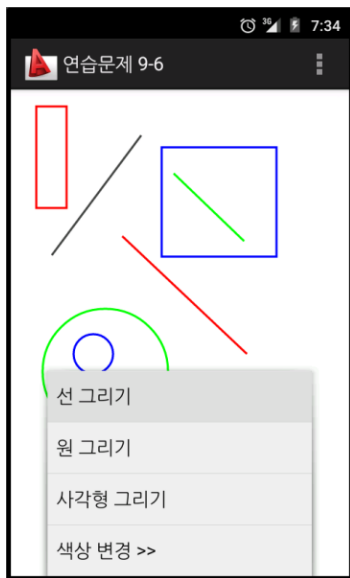 3G 7:34
연습문제 9-6
선 그리기
원 그리기
사각형 그리기
색상 변경 >>